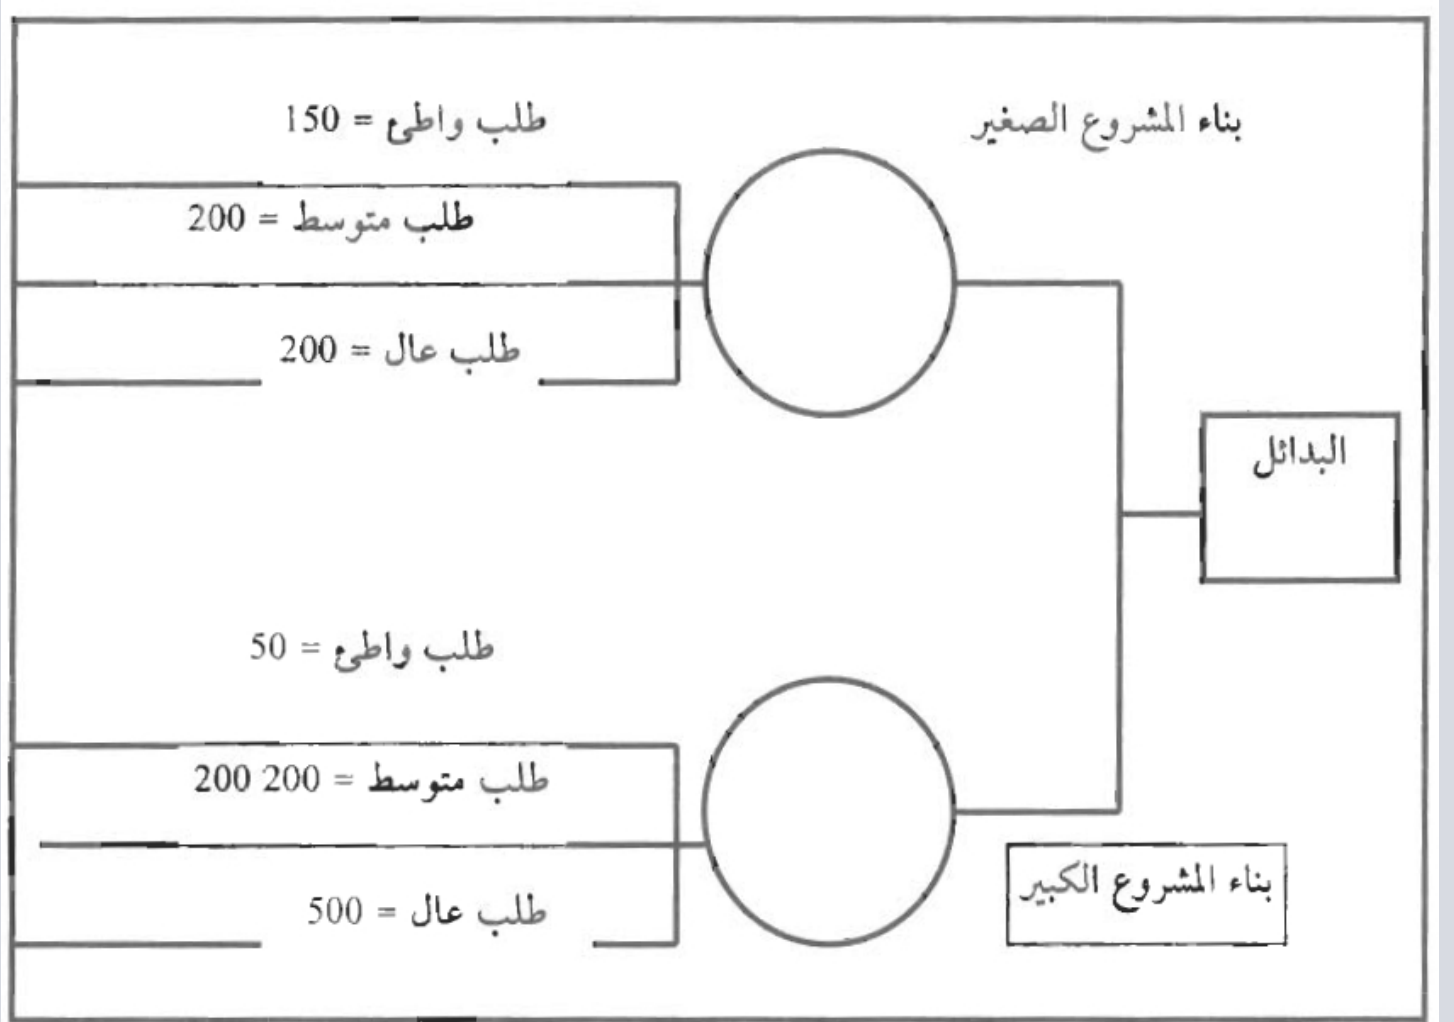 بناء المشروع الصغير
طلب واطئ = 150
طلب متوسط = 200
طلب عال = 200
البدائل
طلب واطئ = 50
طلب متوسط = 200 200
بناء المشروع الكبير
طلب عال = 500